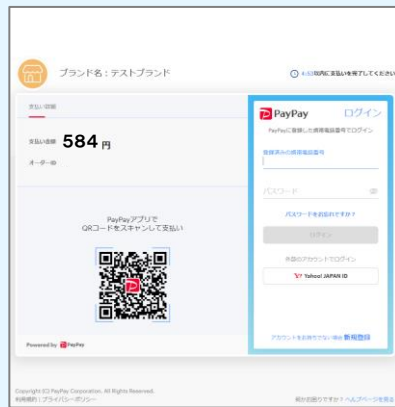 ブランド名：テストブランド
4:53以内に支払いを完了してください
支払い詳細
支払い金額 584 円
オーダーID
PayPayアプリで
QRコードをスキャンして支払い
Powered by PayPay
PayPay ログイン
PayPayに登録した携帯電話番号でログイン
登録済みの携帯電話番号
パスワード
パスワードをお忘れですか？
ログイン
外部のアカウントでログイン
Y! Yahoo! JAPAN ID
アカウントをお持ちでない場合 新規登録
Copyright (C) PayPay Corporation. All Rights Reserved.
利用規約 | プライバシーポリシー
何かお困りですか？ ヘルプページを見る